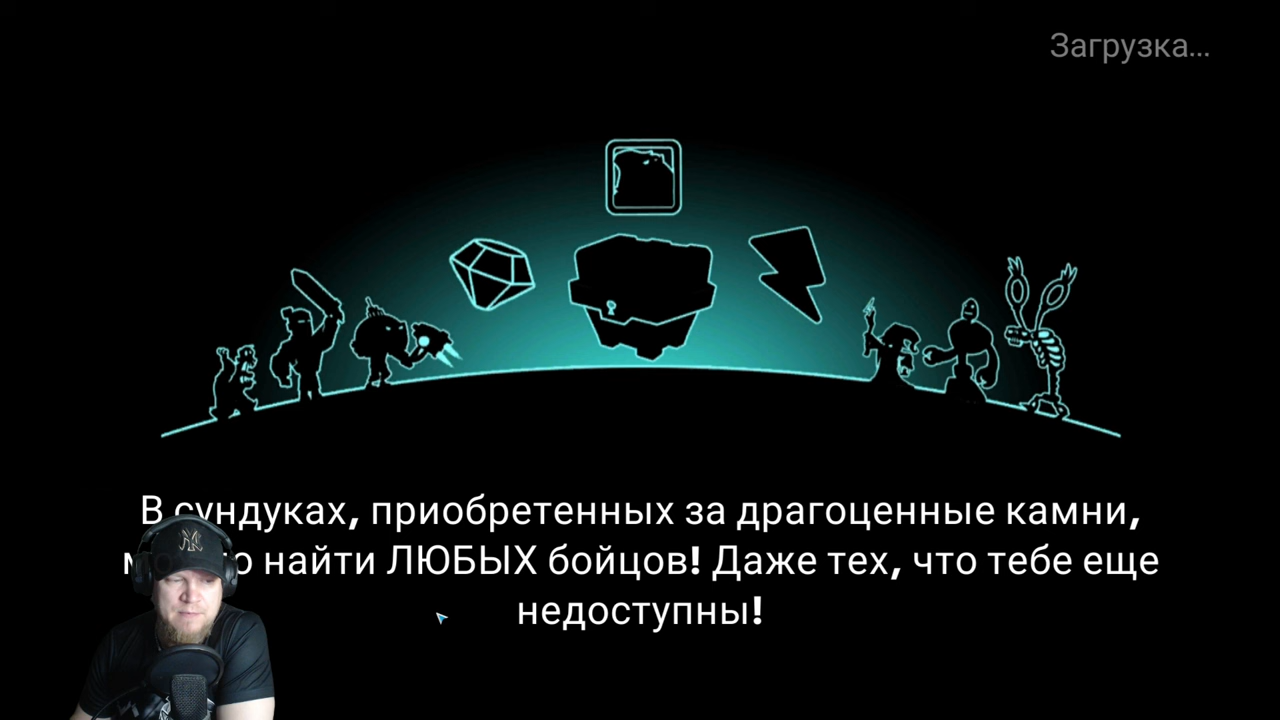 Загрузка...
В сундуках, приобретенных за драгоценные камни,
найти ЛЮБЫХ бойцов! Даже тех, что тебе еще
недоступны!